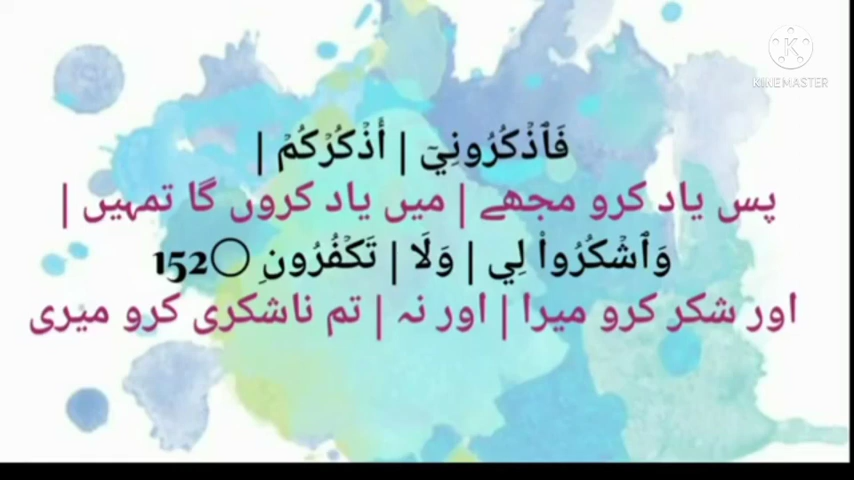 KINEMASTER
فَٱذۡكُرُونِيٓ | أَذۡكُرۡكُمۡ |
پس یاد کرو مجھے | میں یاد کروں گا تمہیں |
وَٱشۡكُرُواْ لِي | وَلَا | تَكۡفُرُونِ ○152
اور شکر کرو میرا | اور نہ | تم ناشکری کرو میری